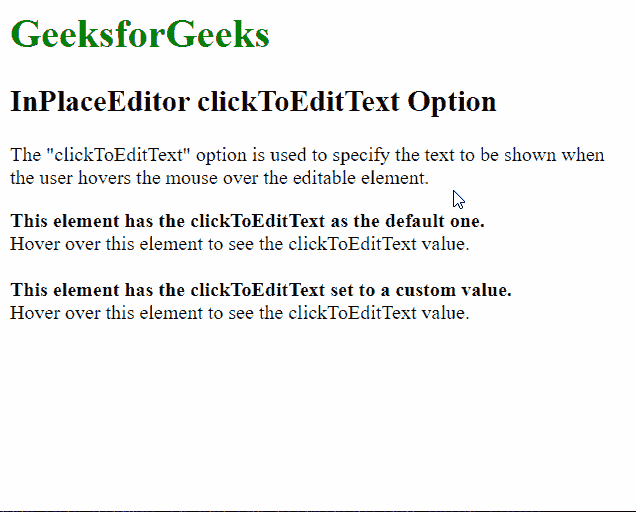 GeeksforGeeks
InPlaceEditor clickToEditText Option
The "clickToEditText" option is used to specify the text to be shown when
the user hovers the mouse over the editable element.
This element has the clickToEditText as the default one.
Hover over this element to see the clickToEditText value.
This element has the clickToEditText set to a custom value.
Hover over this element to see the clickToEditText value.